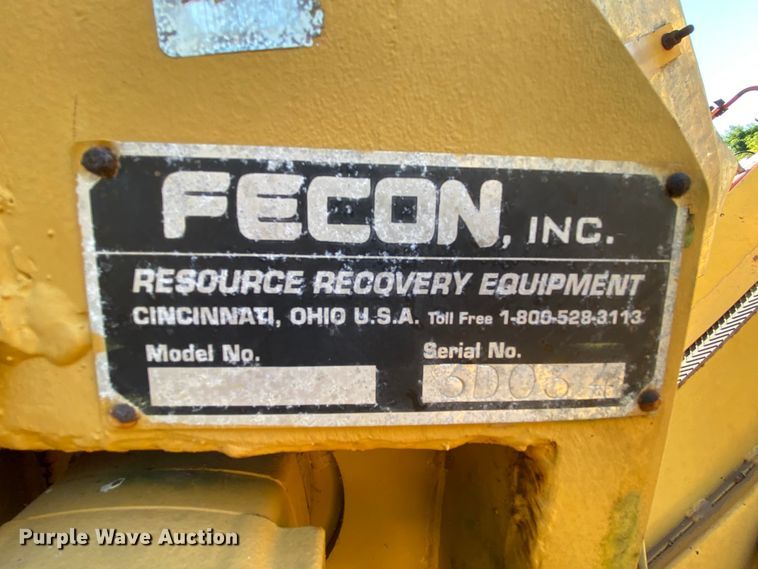 FECON, INC.
RESOURCE RECOVERY EQUIPMENT
CINCINNATI, OHIO U.S.A. Toll Free 1-800-528-3113
Model No. Serial No.
Purple Wave Auction